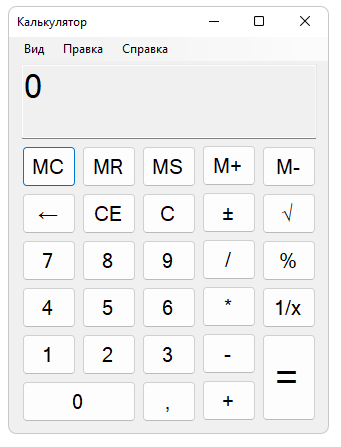 Калькулятор
Вид Правка Справка
0
MC MR MS M+ M-
← CE C ± √
7 8 9 / %
4 5 6 * 1/x
1 2 3 - =
0 , +